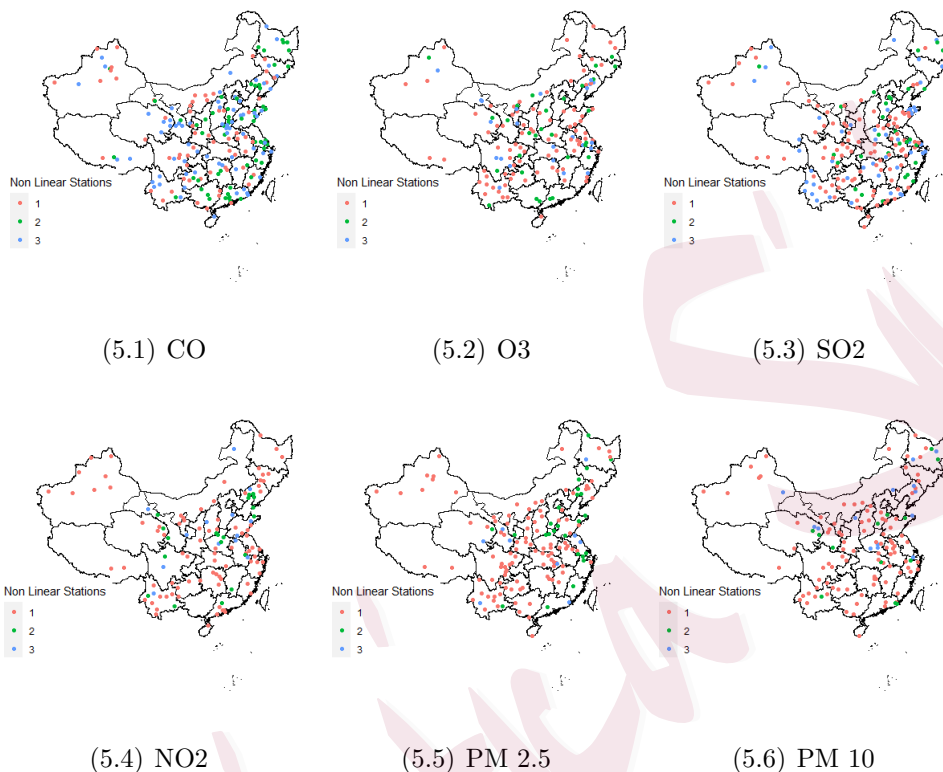 Non Linear Stations
1
2
3
Non Linear Stations
1
2
3
Non Linear Stations
1
2
3
(5.1) CO
(5.2) O3
(5.3) SO2
Non Linear Stations
1
2
3
Non Linear Stations
1
2
3
Non Linear Stations
1
2
3
(5.4) NO2
(5.5) PM 2.5
(5.6) PM 10